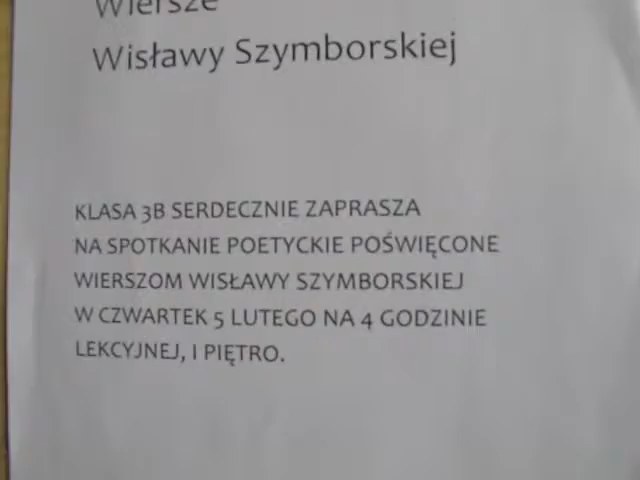 Wiersze
Wisławy Szymborskiej
KLASA 3B SERDECZNIE ZAPRASZA
NA SPOTKANIE POETYCKIE POŚWIĘCONE
WIERSZOM WISŁAWY SZYMBORSKIEJ
W CZWARTEK 5 LUTEGO NA 4 GODZINIE
LEKCYJNEJ, I PIĘTRO.